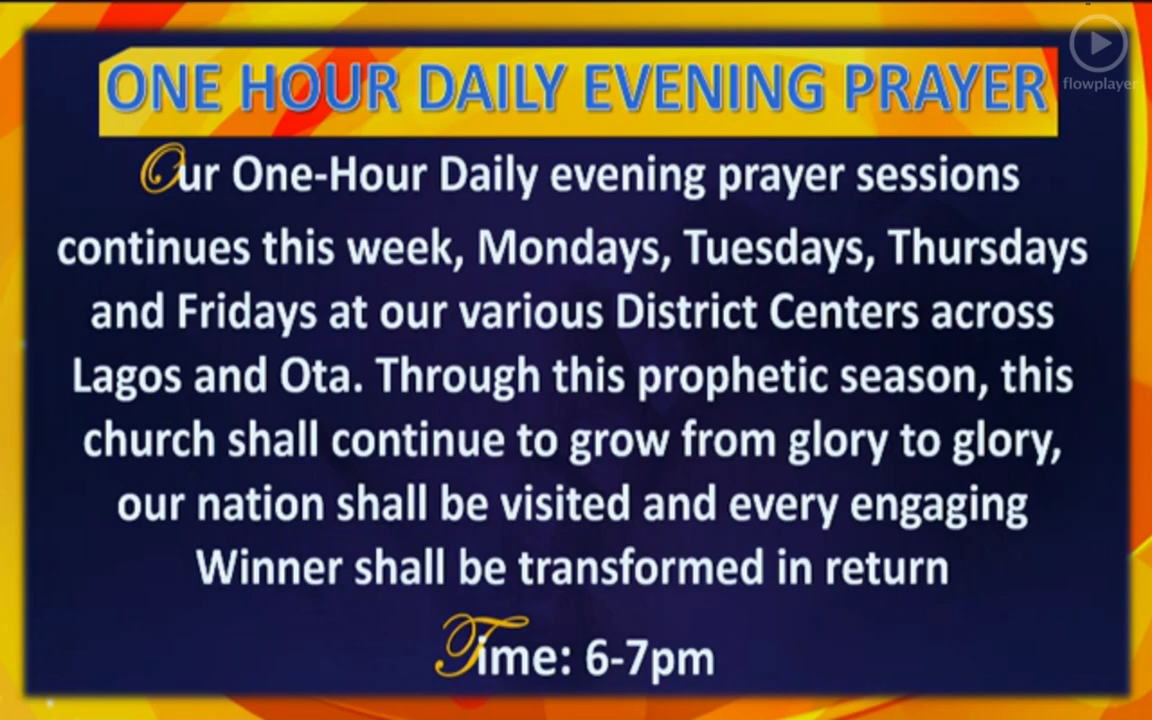 flowplayer
ONE HOUR DAILY EVENING PRAYER
Our One-Hour Daily evening prayer sessions
continues this week, Mondays, Tuesdays, Thursdays
and Fridays at our various District Centers across
Lagos and Ota. Through this prophetic season, this
church shall continue to grow from glory to glory,
our nation shall be visited and every engaging
Winner shall be transformed in return
Time: 6-7pm